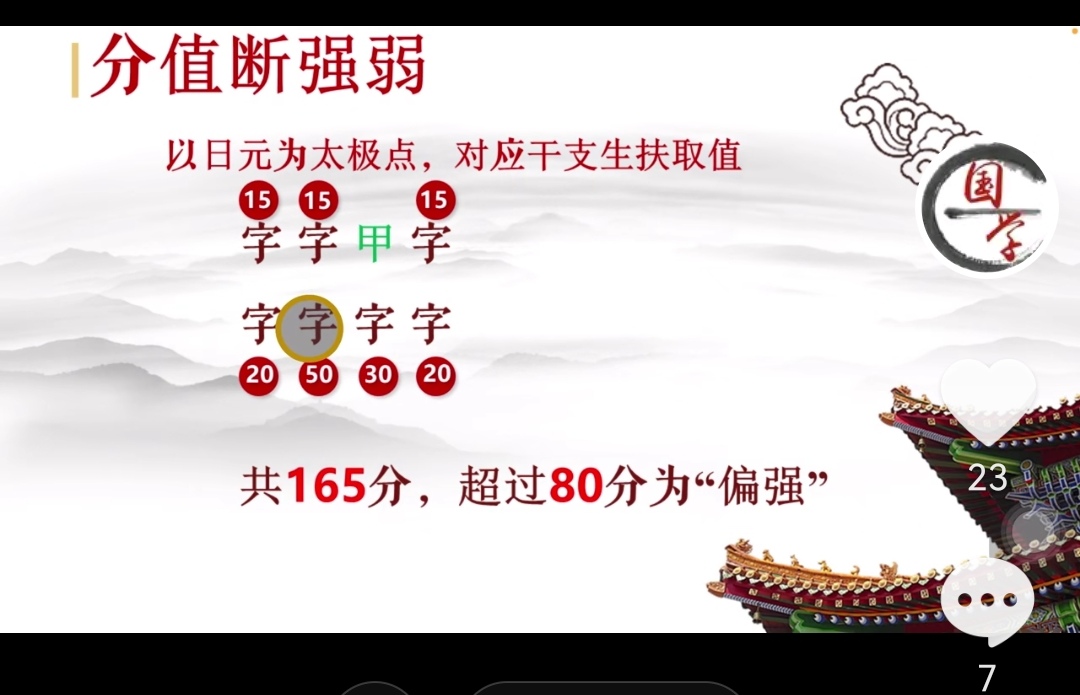 分值断强弱
以日元为太极点，对应干支生扶取值
15 15 15
字 字 甲 字
字 字 字 字
20 50 30 20
共165分，超过80分为“偏强”
国学
23
7